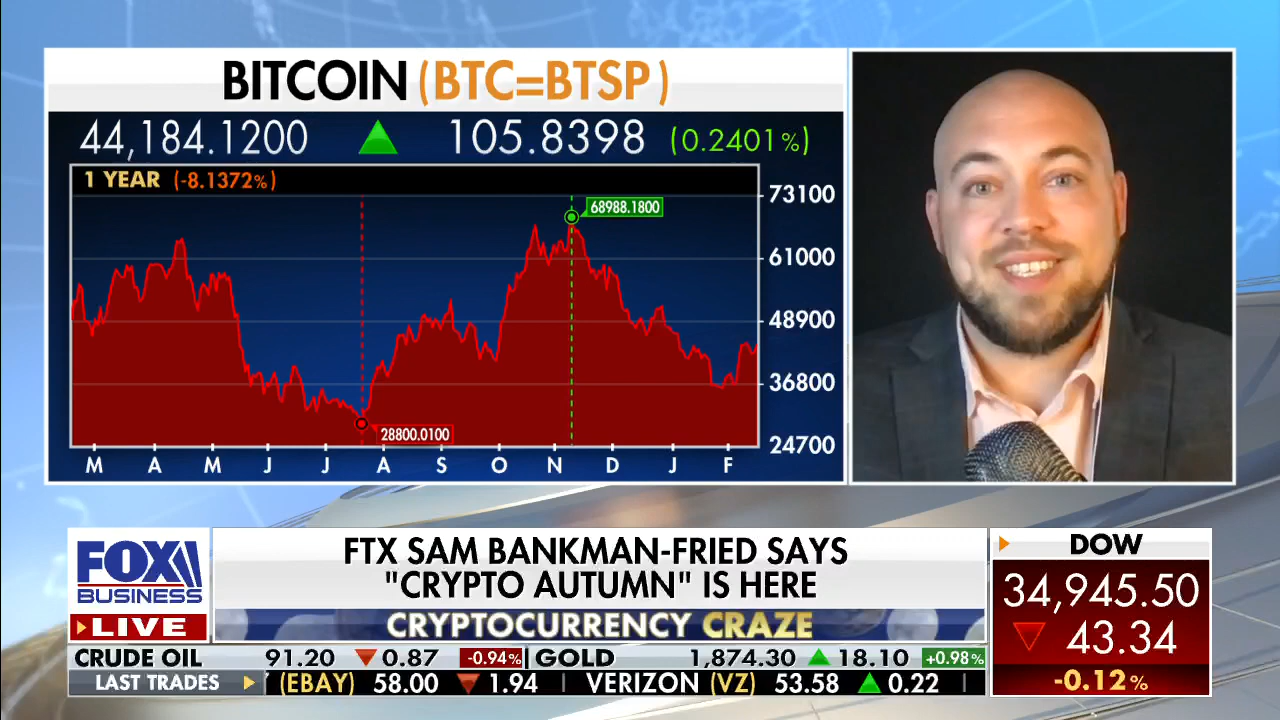 BITCOIN (BTC=BTSP)
44,184.1200 ▲ 105.8398 (0.2401%)
1 YEAR (-8.1372%)
73100
68988.1800
61000
48900
36800
28800.0100
24700
M A M J J A S O N D J F
FOX
BUSINESS
LIVE
FTX SAM BANKMAN-FRIED SAYS
"CRYPTO AUTUMN" IS HERE
CRYPTOCURRENCY CRAZE
DOW
34,945.50
▼ 43.34
-0.12%
CRUDE OIL 91.20 ▼ 0.87 -0.94% GOLD 1,874.30 ▲ 18.10 +0.98%
LAST TRADES (EBAY) 58.00 ▼ 1.94 | VERIZON (VZ) 53.58 ▲ 0.22 |